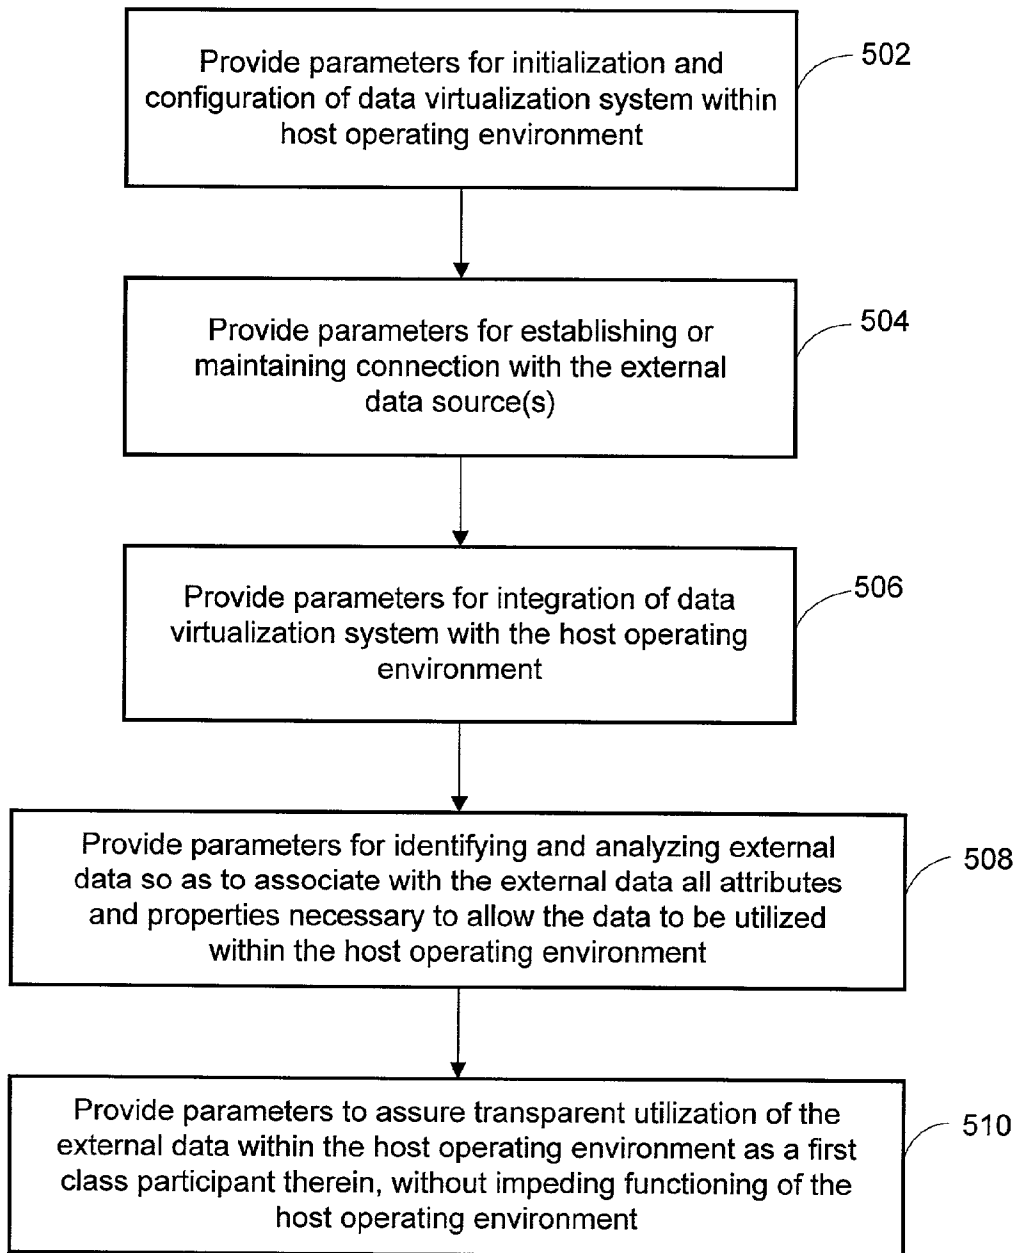 Provide parameters for initialization and
configuration of data virtualization system within
host operating environment
502
Provide parameters for establishing or
maintaining connection with the external
data source(s)
504
Provide parameters for integration of data
virtualization system with the host operating
environment
506
Provide parameters for identifying and analyzing external
data so as to associate with the external data all attributes
and properties necessary to allow the data to be utilized
within the host operating environment
508
Provide parameters to assure transparent utilization of the
external data within the host operating environment as a first
class participant therein, without impeding functioning of the
host operating environment
510